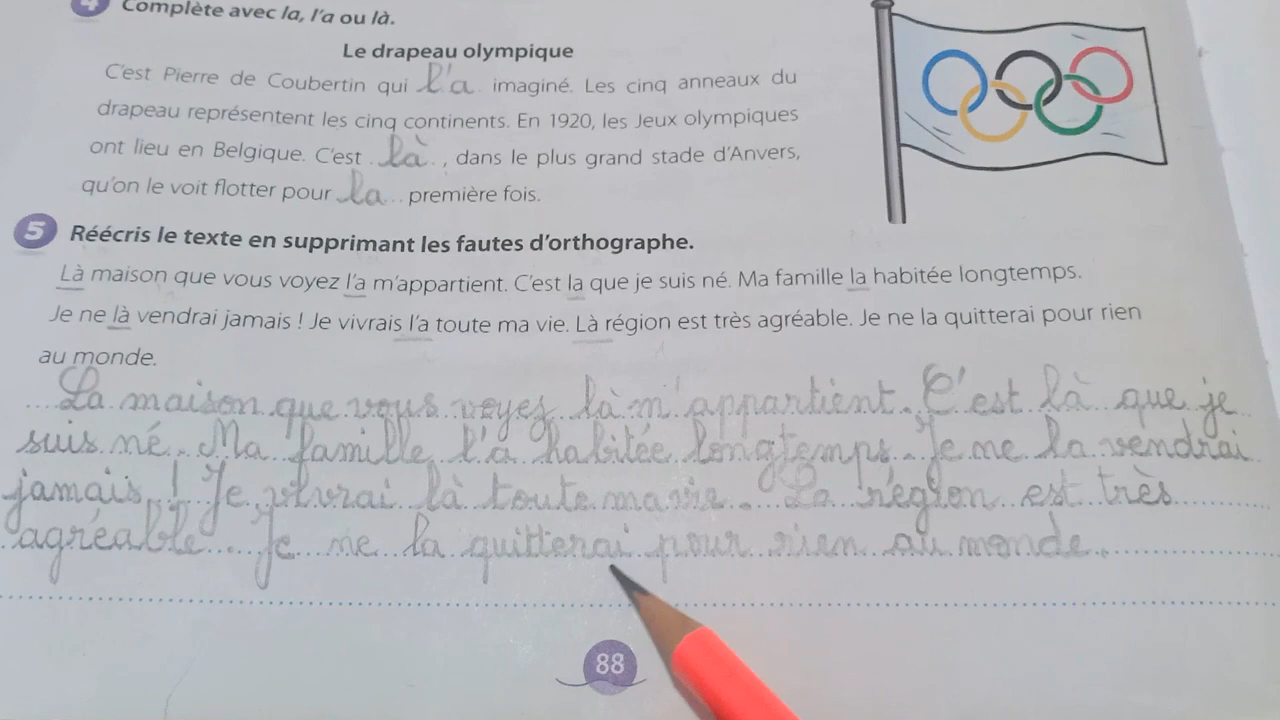 4 Complète avec la, l'a ou là.
Le drapeau olympique
C'est Pierre de Coubertin qui l'a imaginé. Les cinq anneaux du
drapeau représentent les cinq continents. En 1920, les Jeux olympiques
ont lieu en Belgique. C'est là, dans le plus grand stade d'Anvers,
qu'on le voit flotter pour la première fois.
5 Réécris le texte en supprimant les fautes d'orthographe.
Là maison que vous voyez l'a m'appartient. C'est la que je suis né. Ma famille la habitée longtemps.
Je ne là vendrai jamais ! Je vivrais l'a toute ma vie. Là région est très agréable. Je ne la quitterai pour rien
au monde.
La maison que vous voyez là m'appartient. C'est là que je
suis né. Ma famille l'a habitée longtemps. Je ne la vendrai
jamais ! Je vivrai là toute ma vie. La région est très
agréable. Je ne la quitterai pour rien au monde.
88